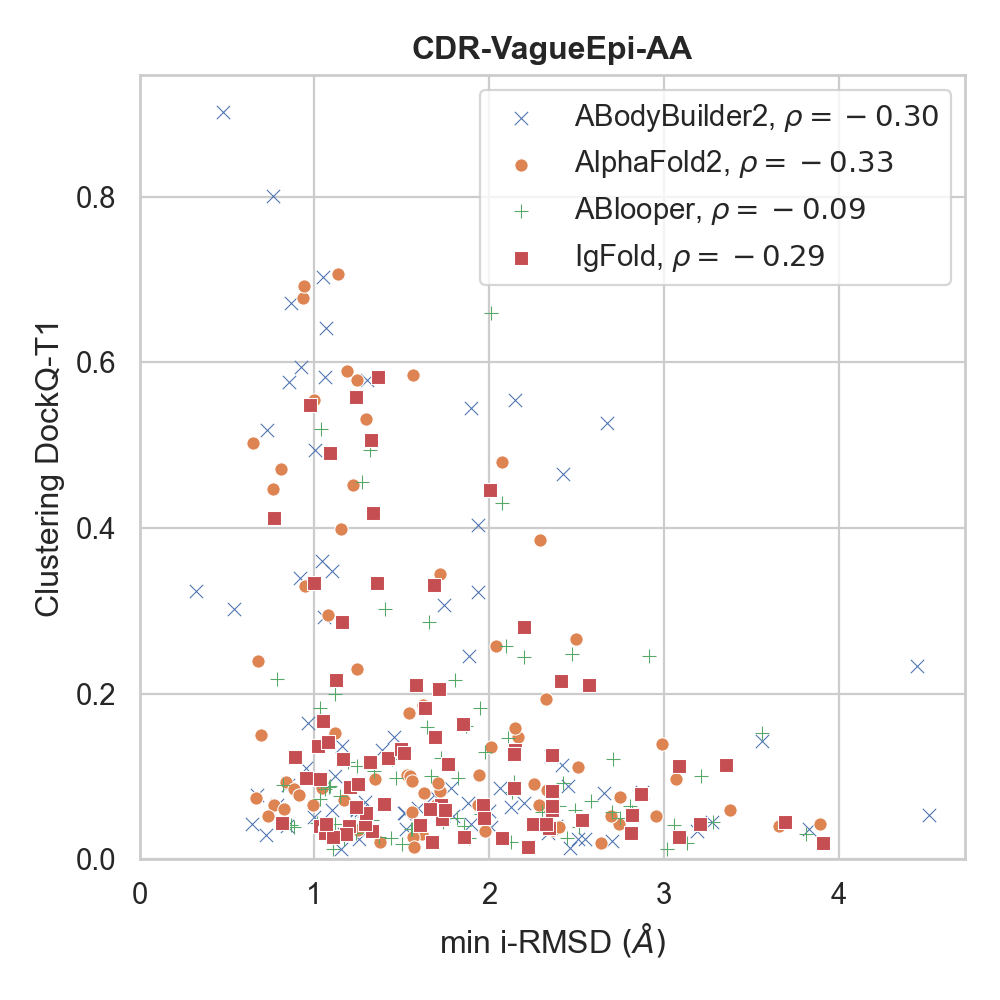 CDR-VagueEpi-AA
ABodyBuilder2, ρ = −0.30
AlphaFold2, ρ = −0.33
ABlooper, ρ = −0.09
IgFold, ρ = −0.29
Clustering DockQ-T1
0.8
0.6
0.4
0.2
0.0
0 1 2 3 4
min i-RMSD (Å)